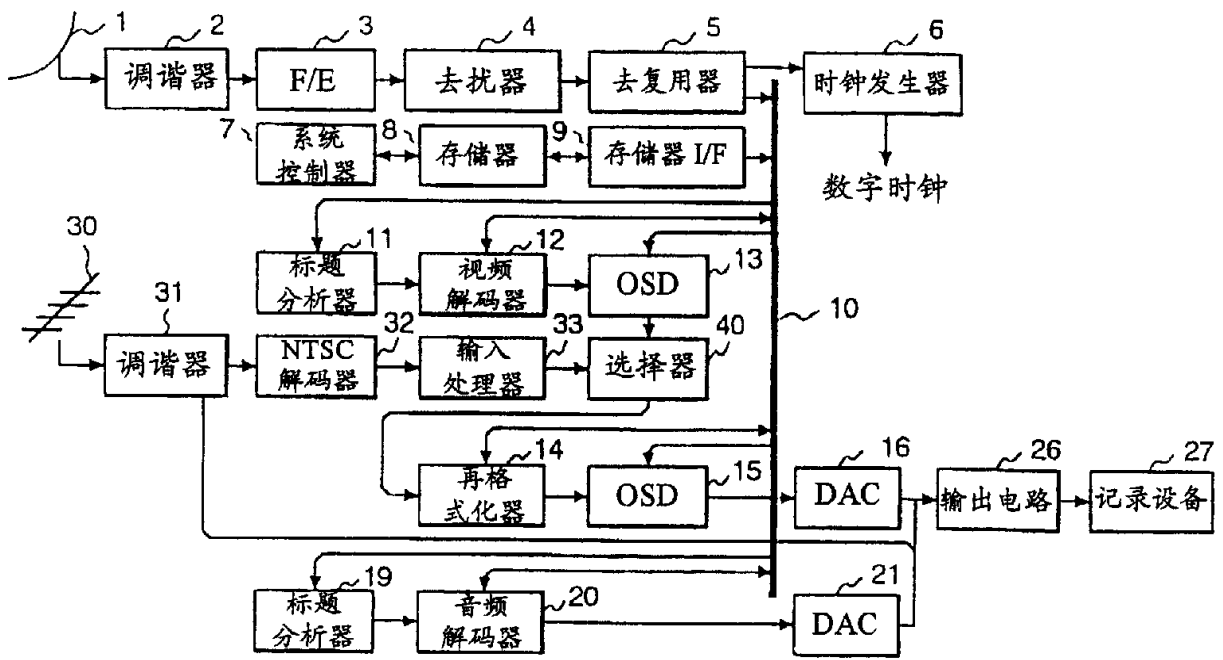 1
2
3
4
5
6
调谐器
F/E
去扰器
去复用器
时钟发生器
7
系统
控制器
8
存储器
9
存储器 I/F
数字时钟
30
11
标题
分析器
12
视频
解码器
13
OSD
10
31
调谐器
32
NTSC
解码器
33
输入
处理器
40
选择器
14
再格
式化器
15
OSD
16
DAC
26
输出电路
27
记录设备
19
标题
分析器
20
音频
解码器
21
DAC